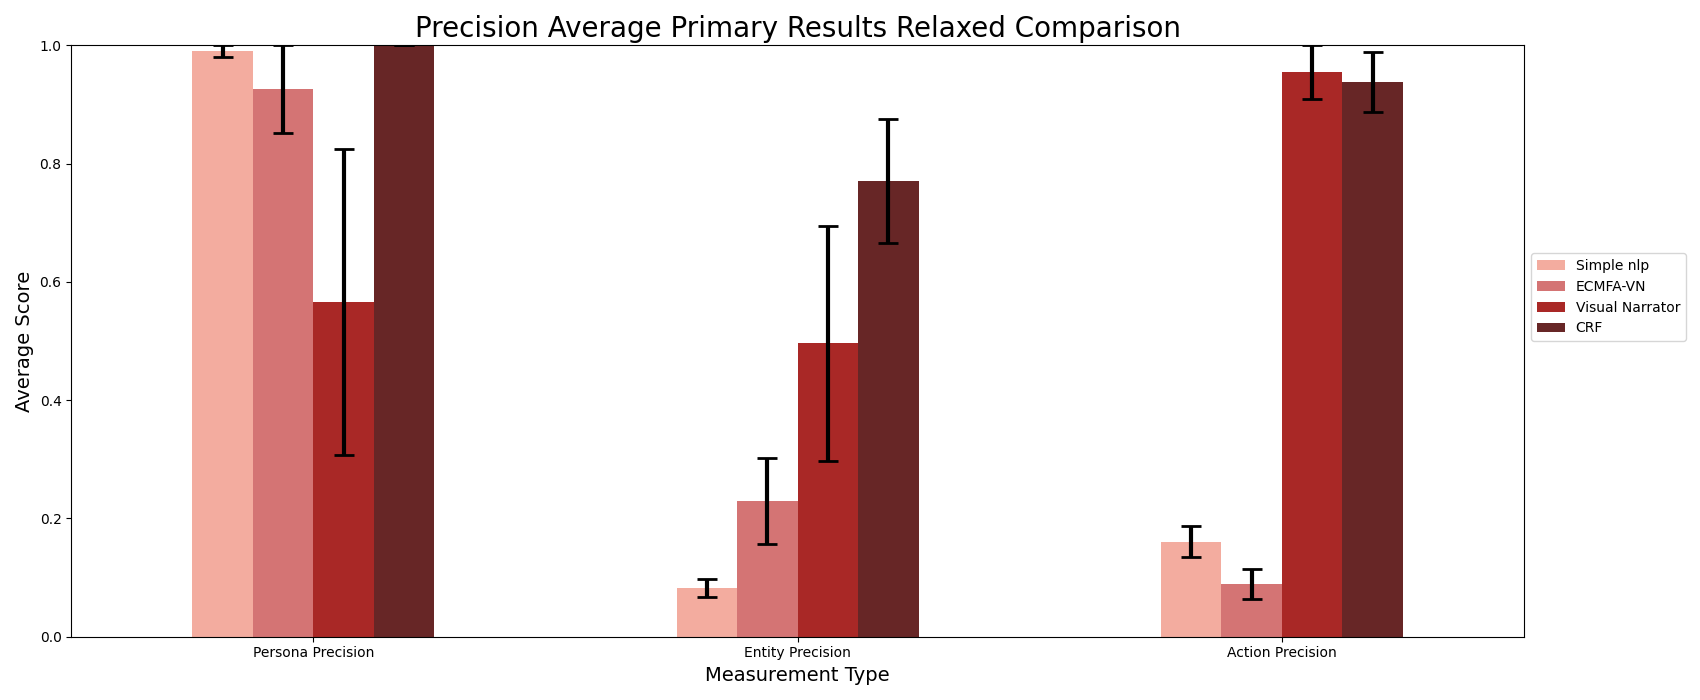 Precision Average Primary Results Relaxed Comparison
Average Score
1.0
0.8
0.6
0.4
0.2
0.0
Persona Precision
Entity Precision
Action Precision
Measurement Type
Simple nlp
ECMFA-VN
Visual Narrator
CRF